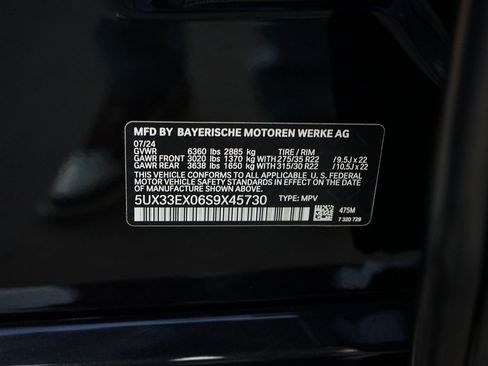 MFD BY BAYERISCHE MOTOREN WERKE AG
07/24
GVWR 6360 lbs 2885 kg TIRE / RIM
GAWR FRONT 3020 lbs 1370 kg WITH 275/35 R22 / 9.5J x 22
GAWR REAR 3638 lbs 1650 kg WITH 315/30 R22 / 10.5J x 22
THIS VEHICLE CONFORMS TO ALL APPLICABLE U. S. FEDERAL
MOTOR VEHICLE SAFETY STANDARDS IN EFFECT ON THE
DATE OF MANUFACTURE SHOWN ABOVE.
5UX33EX06S9X45730 TYPE: MPV
475M
7 320 729